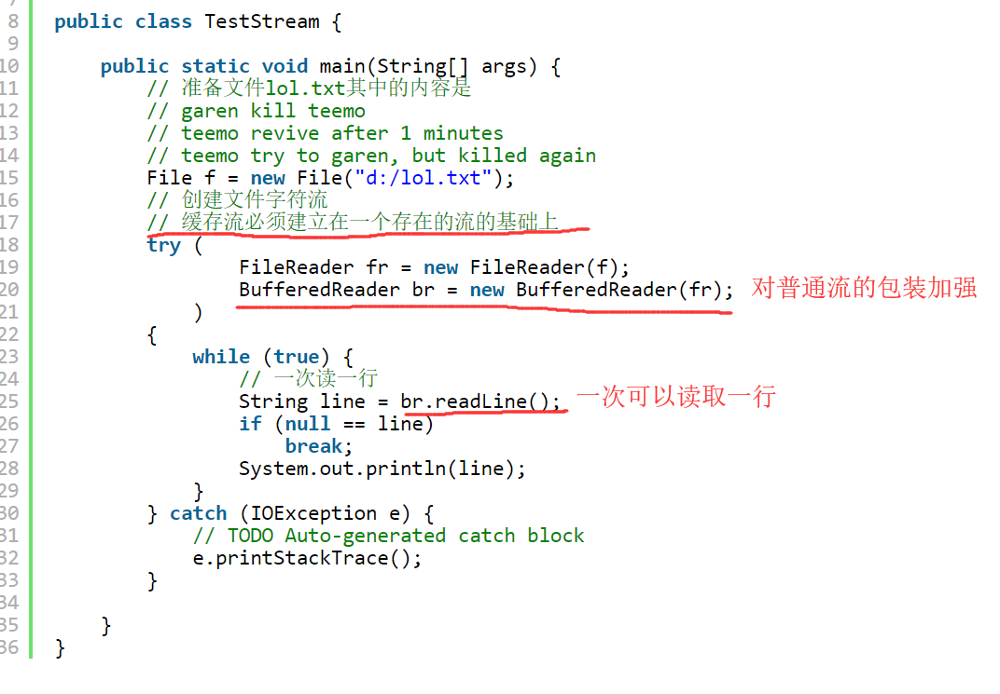 7
8 public class TestStream {
9
10 public static void main(String[] args) {
11 // 准备文件lol.txt其中的内容是
12 // garen kill teemo
13 // teemo revive after 1 minutes
14 // teemo try to garen, but killed again
15 File f = new File("d:/lol.txt");
16 // 创建文件字符流
17 // 缓存流必须建立在一个存在的流的基础上
18 try (
19 FileReader fr = new FileReader(f);
20 BufferedReader br = new BufferedReader(fr); 对普通流的包装加强
21 )
22 {
23 while (true) {
24 // 一次读一行
25 String line = br.readLine(); 一次可以读取一行
26 if (null == line)
27 break;
28 System.out.println(line);
29 }
30 } catch (IOException e) {
31 // TODO Auto-generated catch block
32 e.printStackTrace();
33 }
34
35 }
36 }